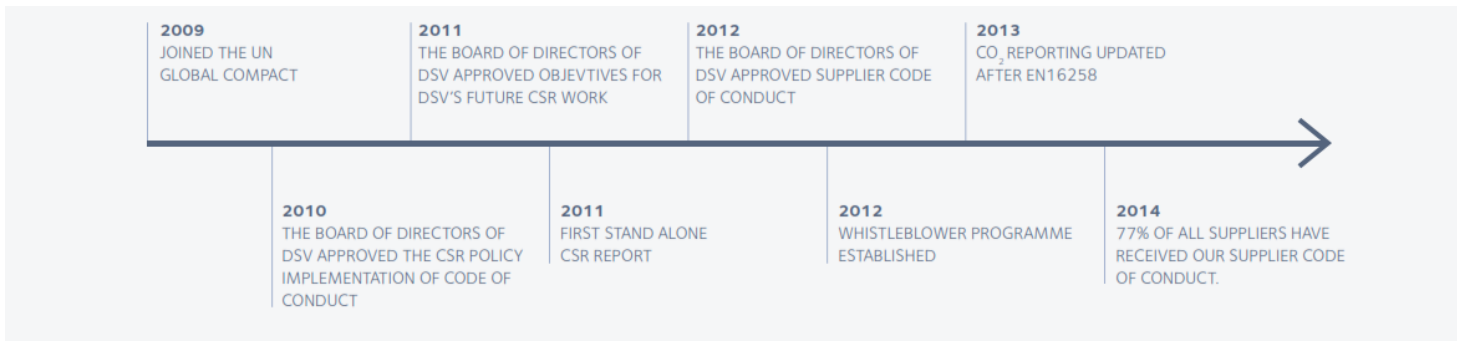 2009
JOINED THE UN
GLOBAL COMPACT
2011
THE BOARD OF DIRECTORS OF
DSV APPROVED OBJEVTIVES FOR
DSV'S FUTURE CSR WORK
2012
THE BOARD OF DIRECTORS OF
DSV APPROVED SUPPLIER CODE
OF CONDUCT
2013
CO₂ REPORTING UPDATED
AFTER EN16258
2010
THE BOARD OF DIRECTORS OF
DSV APPROVED THE CSR POLICY
IMPLEMENTATION OF CODE OF
CONDUCT
2011
FIRST STAND ALONE
CSR REPORT
2012
WHISTLEBLOWER PROGRAMME
ESTABLISHED
2014
77% OF ALL SUPPLIERS HAVE
RECEIVED OUR SUPPLIER CODE
OF CONDUCT.